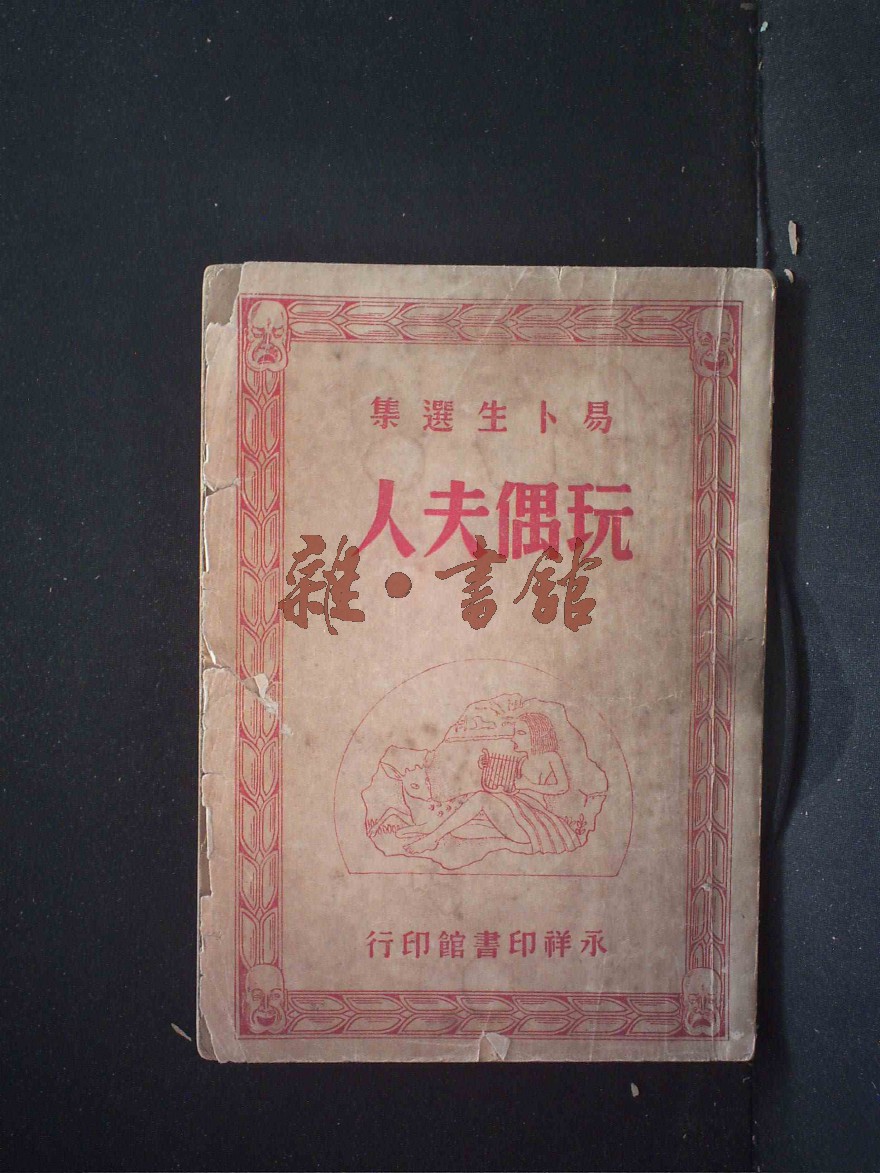 易卜生選集
玩偶夫人
雜·書館
永祥印書館印行